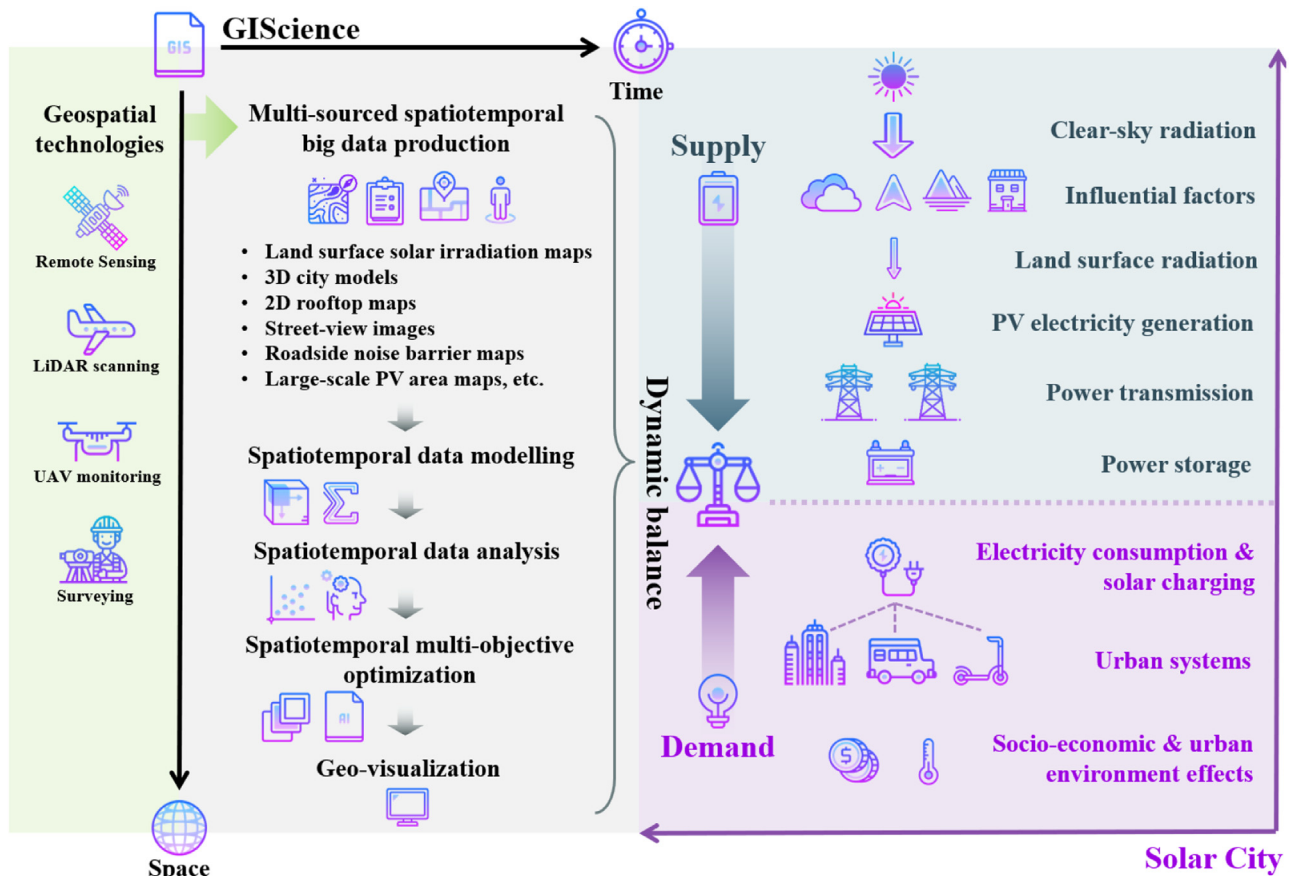 GIS
GIScience
Time
Geospatial
technologies
Remote Sensing
LiDAR scanning
UAV monitoring
Surveying
Space
Multi-sourced spatiotemporal
big data production
• Land surface solar irradiation maps
• 3D city models
• 2D rooftop maps
• Street-view images
• Roadside noise barrier maps
• Large-scale PV area maps, etc.
Spatiotemporal data modelling
Σ
Spatiotemporal data analysis
Spatiotemporal multi-objective
optimization
AI
Geo-visualization
Dynamic balance
Supply
Demand
Clear-sky radiation
Influential factors
Land surface radiation
PV electricity generation
Power transmission
Power storage
Electricity consumption &
solar charging
Urban systems
$
Socio-economic & urban
environment effects
Solar City